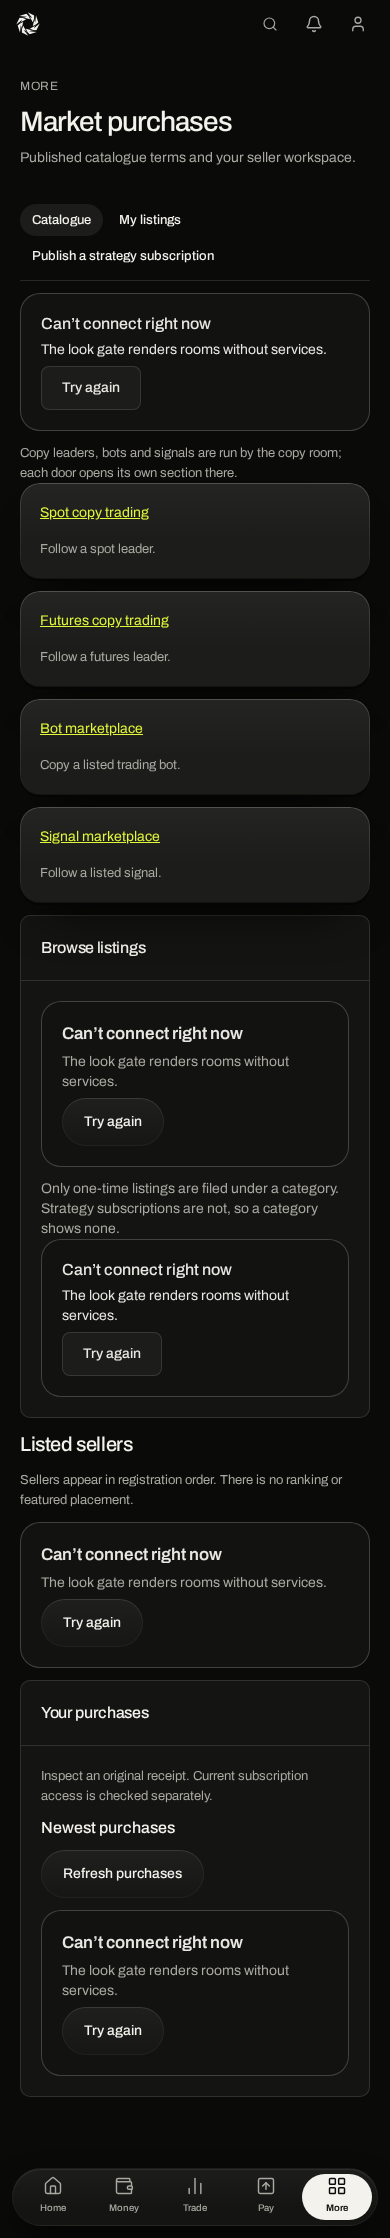 MORE
Market purchases
Published catalogue terms and your seller workspace.
Catalogue
My listings
Publish a strategy subscription
Can’t connect right now
The look gate renders rooms without services.
Try again
Copy leaders, bots and signals are run by the copy room;
each door opens its own section there.
Spot copy trading
Follow a spot leader.
Futures copy trading
Follow a futures leader.
Bot marketplace
Copy a listed trading bot.
Signal marketplace
Follow a listed signal.
Browse listings
Can’t connect right now
The look gate renders rooms without
services.
Try again
Only one-time listings are filed under a category.
Strategy subscriptions are not, so a category
shows none.
Can’t connect right now
The look gate renders rooms without
services.
Try again
Listed sellers
Sellers appear in registration order. There is no ranking or
featured placement.
Can’t connect right now
The look gate renders rooms without services.
Try again
Your purchases
Inspect an original receipt. Current subscription
access is checked separately.
Newest purchases
Refresh purchases
Can’t connect right now
The look gate renders rooms without
services.
Try again
Home
Money
Trade
Pay
More